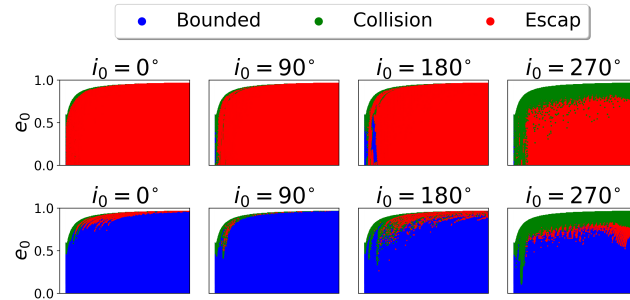 Bounded Collision Escap
i₀ = 0° i₀ = 90° i₀ = 180° i₀ = 270°
1.0
e₀ 0.5
0.0
i₀ = 0° i₀ = 90° i₀ = 180° i₀ = 270°
1.0
e₀ 0.5
0.0